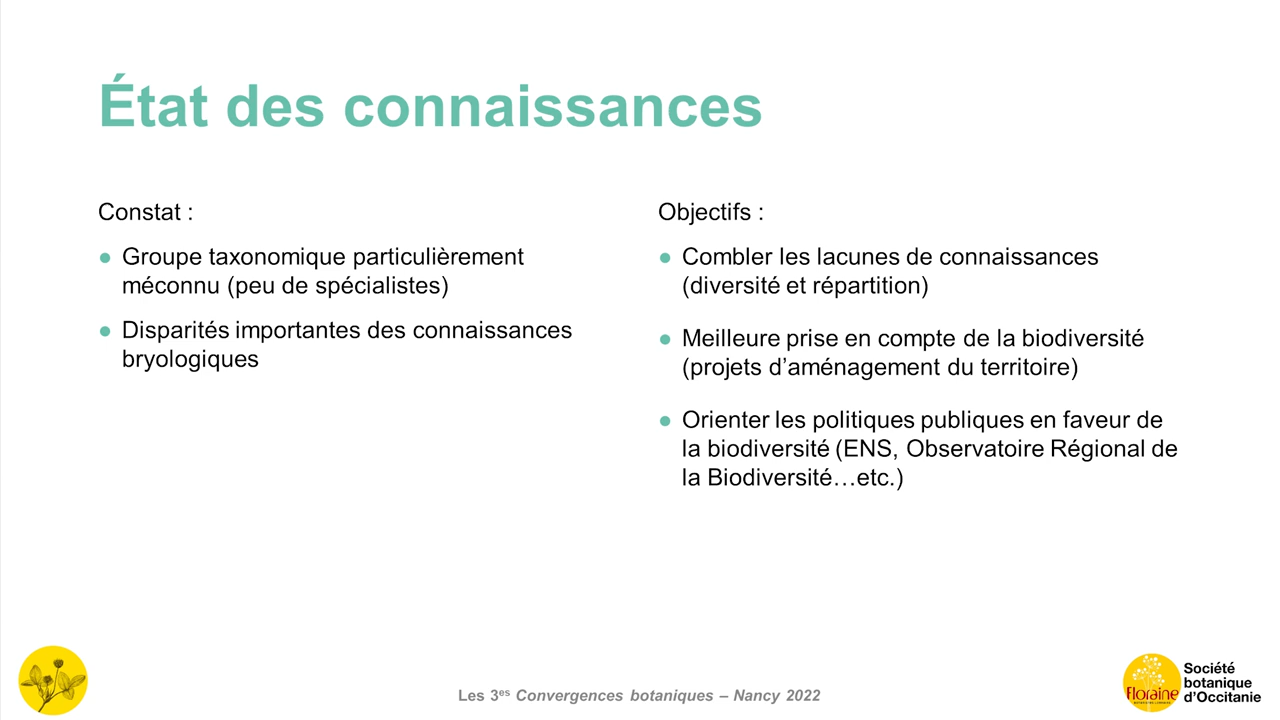 État des connaissances
Constat :
● Groupe taxonomique particulièrement
méconnu (peu de spécialistes)
● Disparités importantes des connaissances
bryologiques
Objectifs :
● Combler les lacunes de connaissances
(diversité et répartition)
● Meilleure prise en compte de la biodiversité
(projets d’aménagement du territoire)
● Orienter les politiques publiques en faveur de
la biodiversité (ENS, Observatoire Régional de
la Biodiversité…etc.)
Les 3es Convergences botaniques – Nancy 2022
Floraine
Société
botanique
d’Occitanie